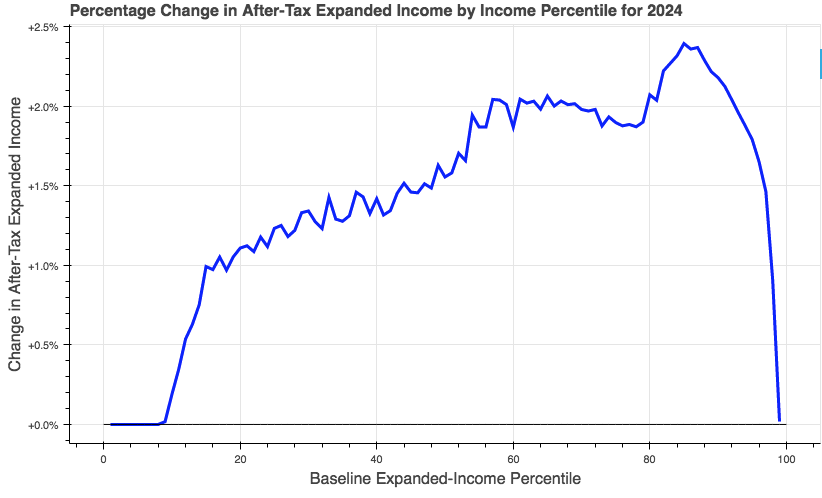 Percentage Change in After-Tax Expanded Income by Income Percentile for 2024
+2.5%
+2.0%
+1.5%
+1.0%
+0.5%
+0.0%
Change in After-Tax Expanded Income
0 20 40 60 80 100
Baseline Expanded-Income Percentile